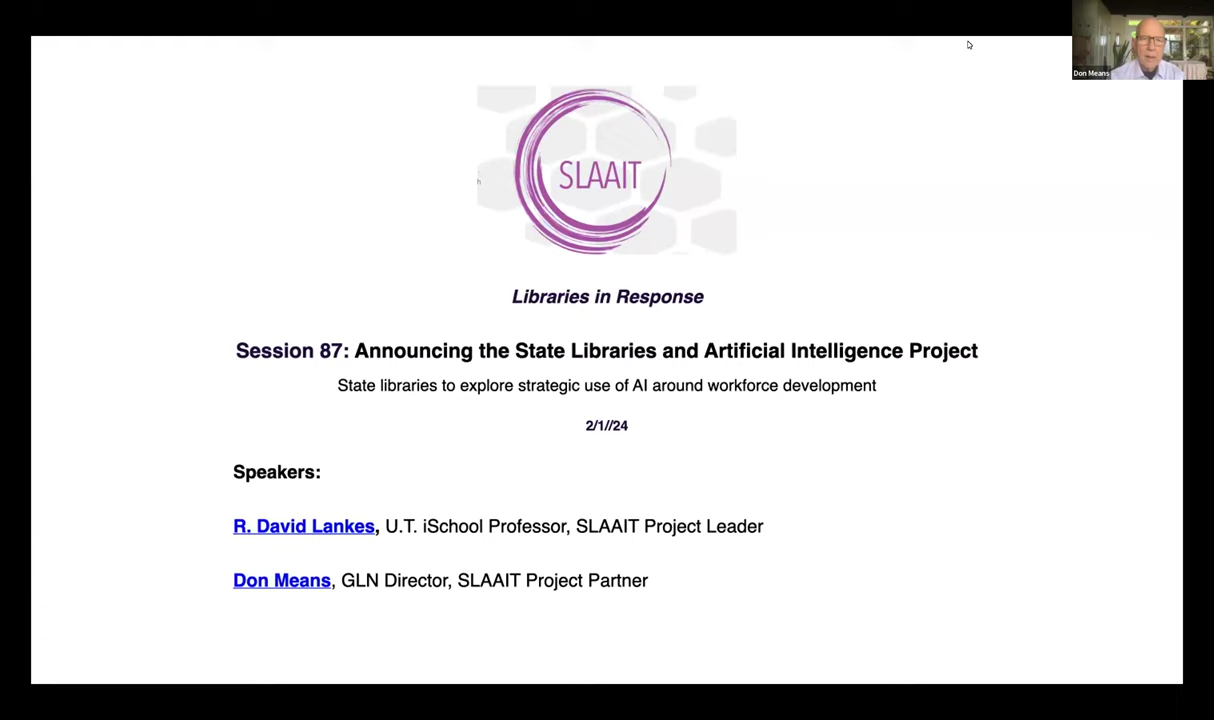 Don Means
SLAAIT
h
Libraries in Response
Session 87: Announcing the State Libraries and Artificial Intelligence Project
State libraries to explore strategic use of AI around workforce development
2/1//24
Speakers:
R. David Lankes, U.T. iSchool Professor, SLAAIT Project Leader
Don Means, GLN Director, SLAAIT Project Partner